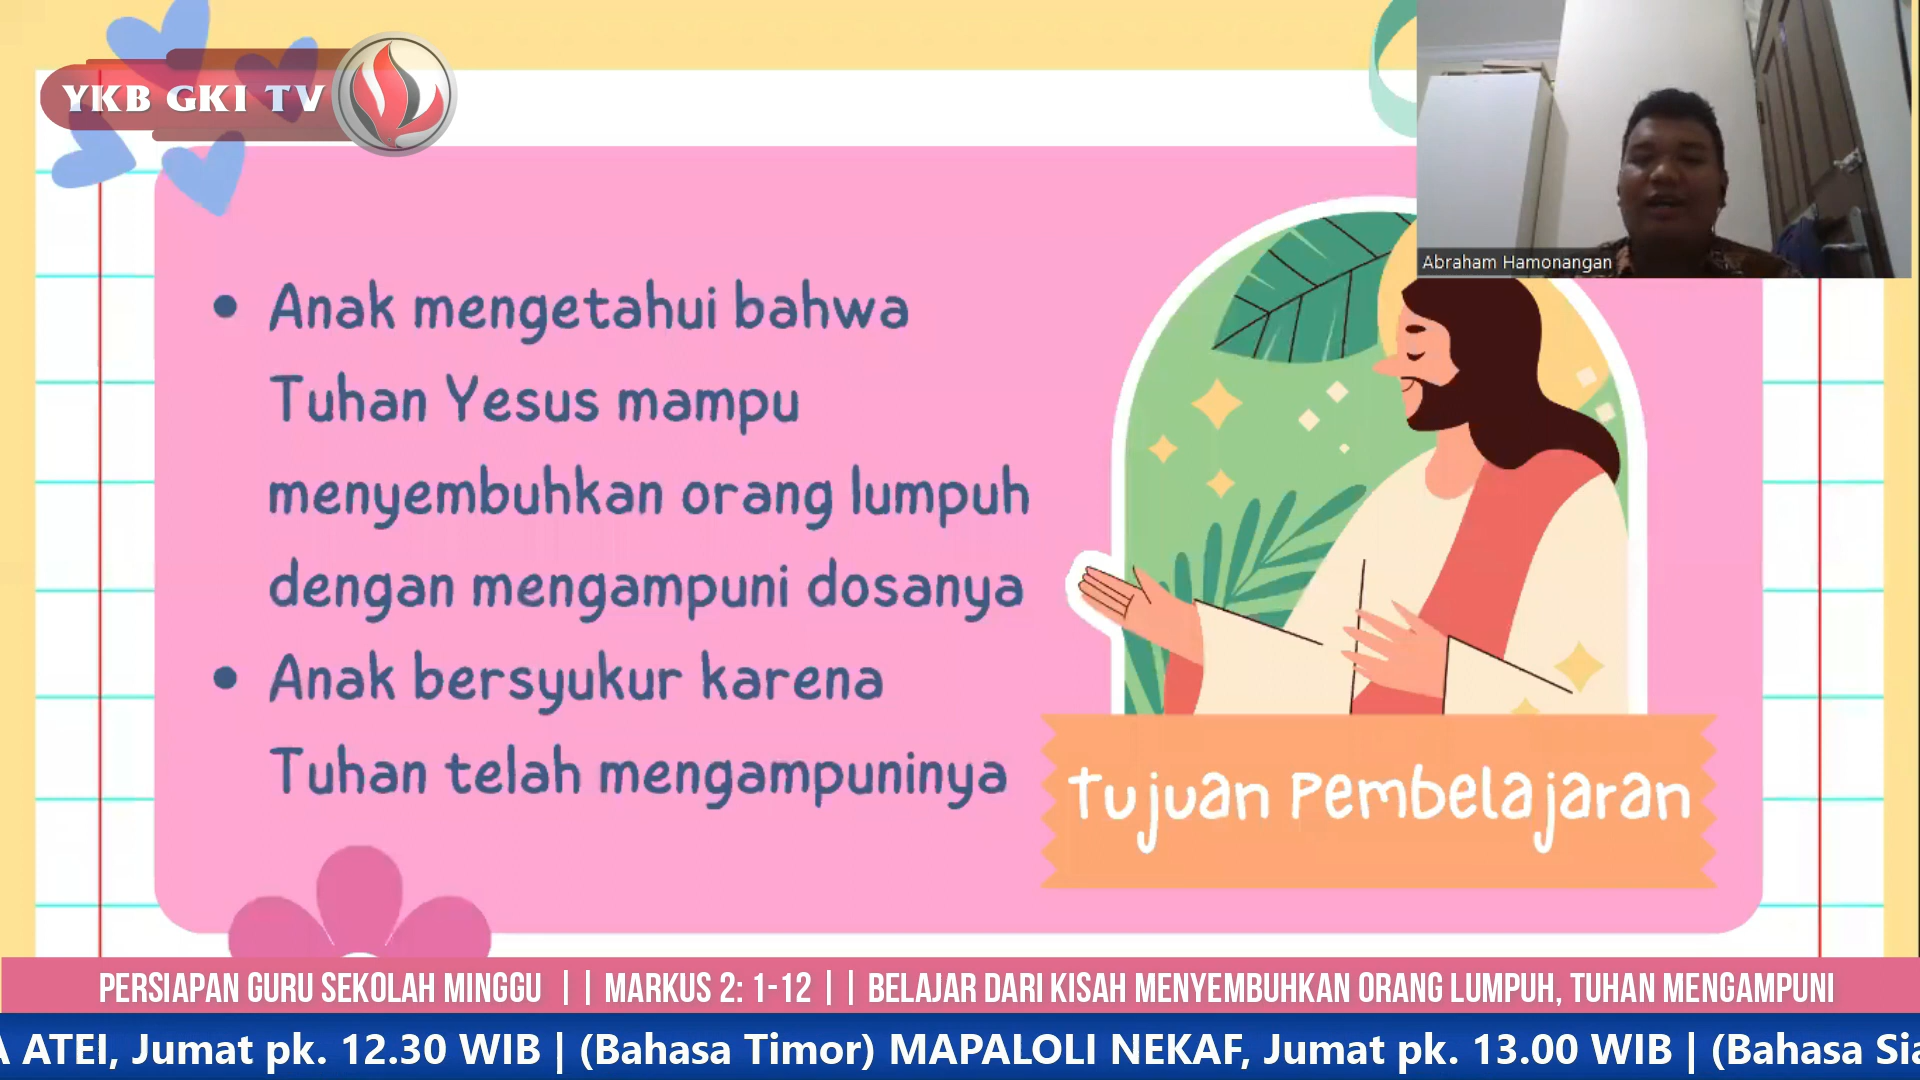 YKB GKI TV
Abraham Hamonangan
• Anak mengetahui bahwa
Tuhan Yesus mampu
menyembuhkan orang lumpuh
dengan mengampuni dosanya
• Anak bersyukur karena
Tuhan telah mengampuninya
Tujuan Pembelajaran
PERSIAPAN GURU SEKOLAH MINGGU || MARKUS 2: 1-12 || BELAJAR DARI KISAH MENYEMBUHKAN ORANG LUMPUH, TUHAN MENGAMPUNI
ATEI, Jumat pk. 12.30 WIB | (Bahasa Timor) MAPALOLI NEKAF, Jumat pk. 13.00 WIB | (Bahasa